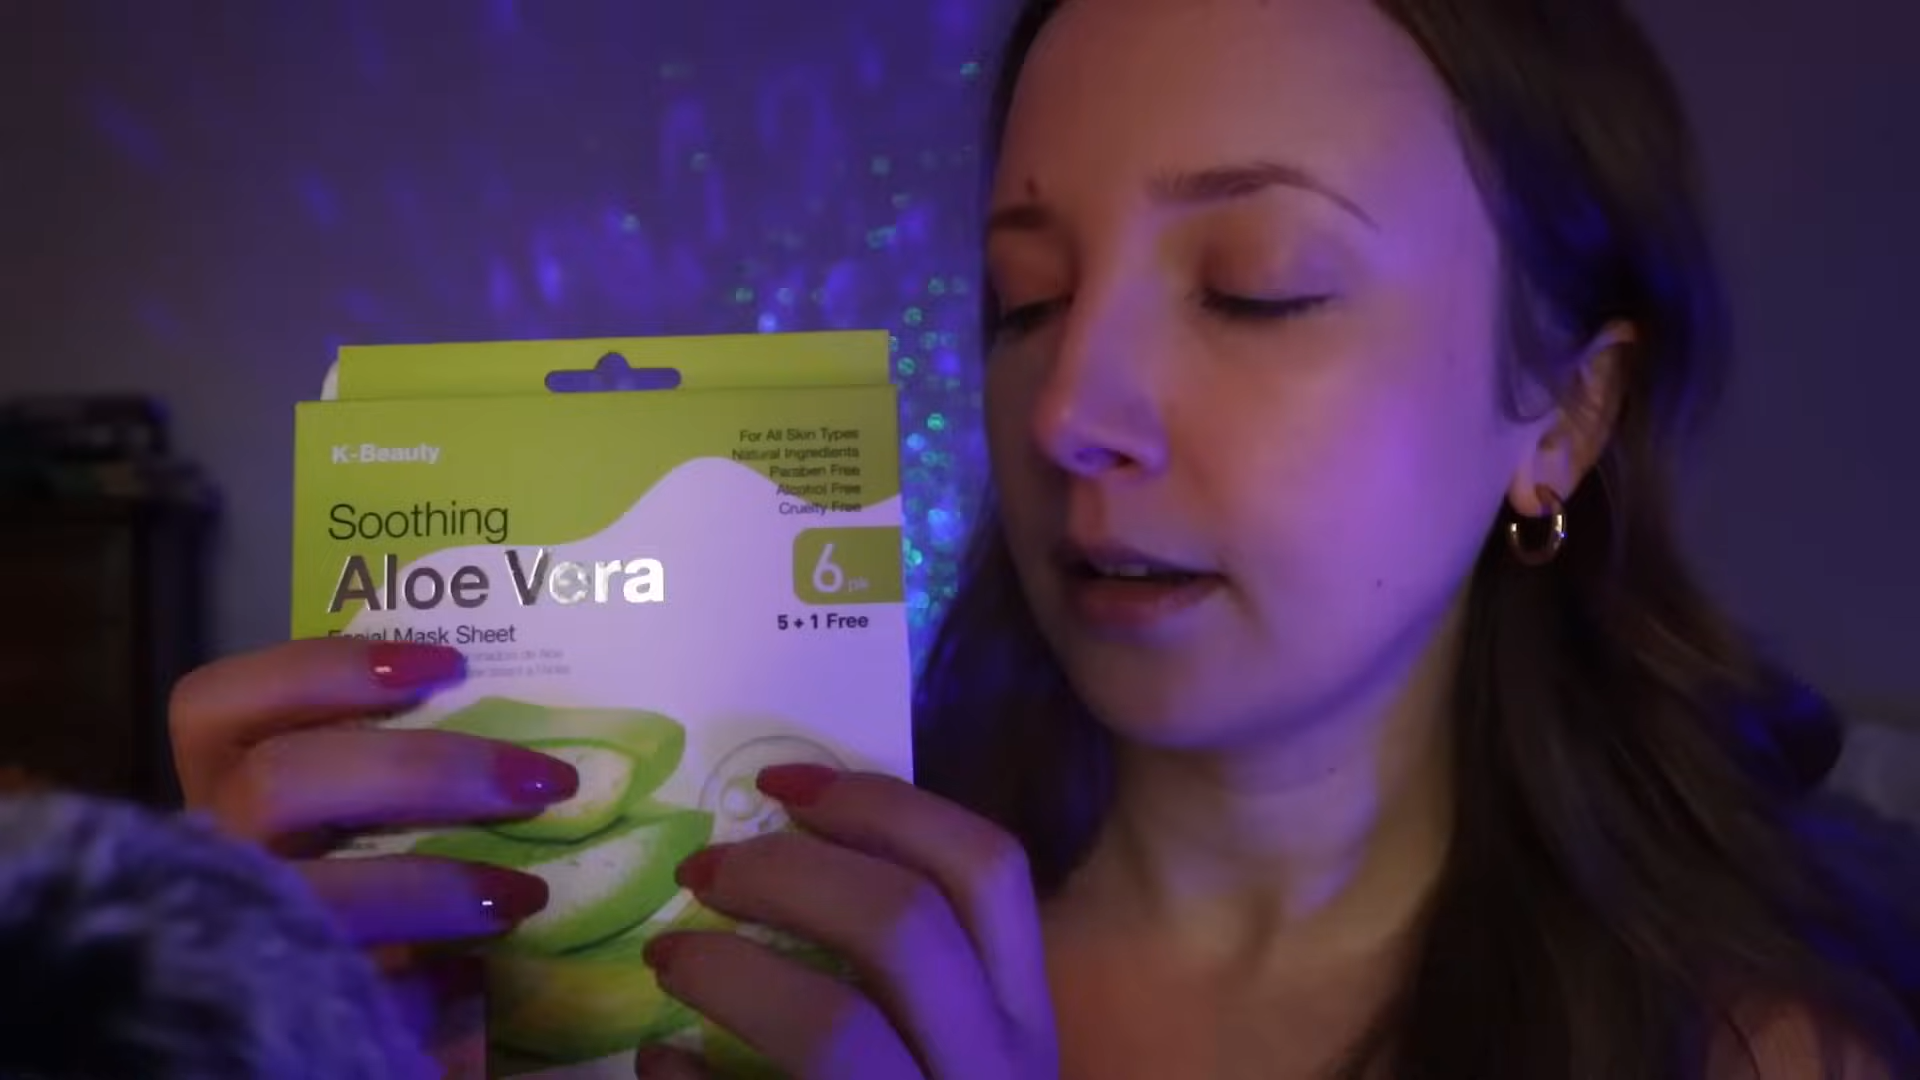 K-Beauty
For All Skin Types
Natural Ingredients
Paraben Free
Alcohol Free
Cruelty Free
Soothing
Aloe Vera
Facial Mask Sheet
6 pk
5 + 1 Free